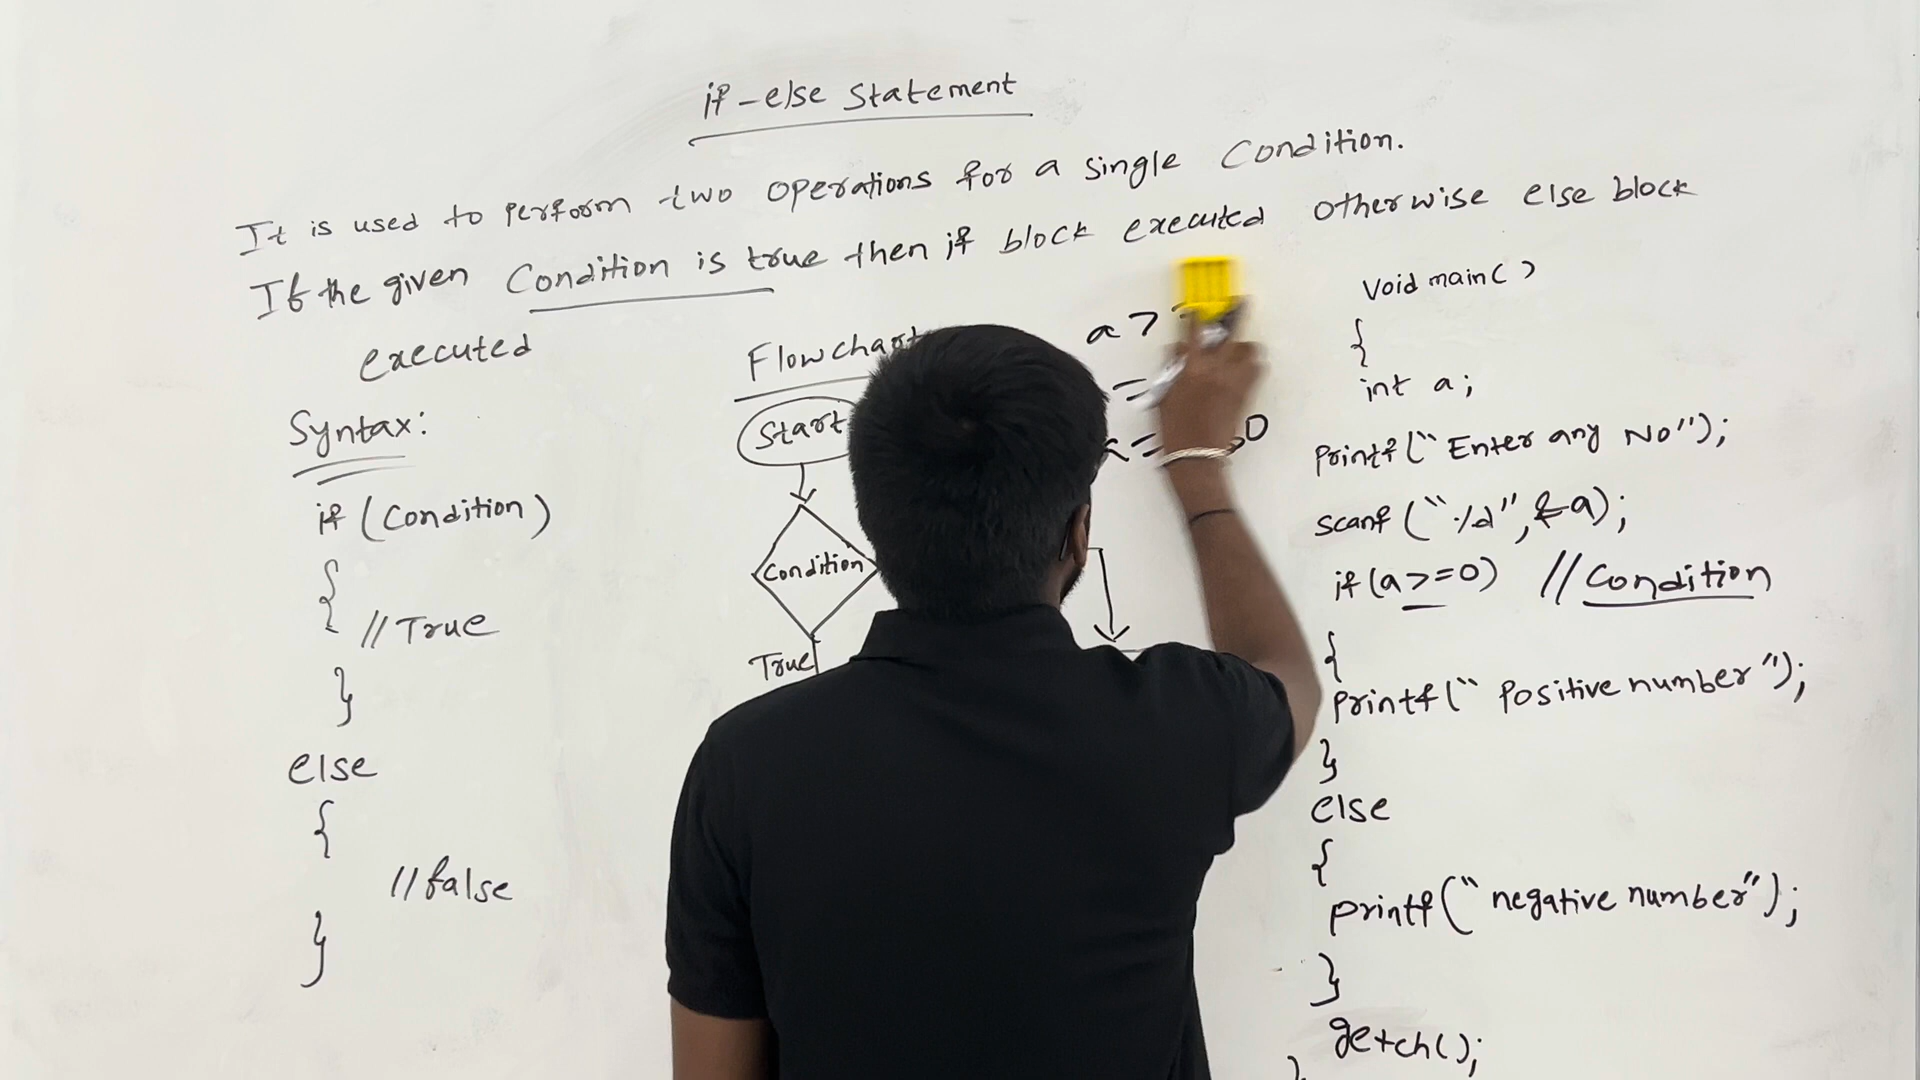 if-else Statement
It is used to perform two operations for a single Condition.
If the given Condition is true then if block executed otherwise else block
executed
Syntax:
if (Condition)
{
//True
}
else
{
//false
}
Flowchart
Start
Condition
True
a >
=
=
0
Void main()
{
int a;
printf("Enter any No");
scanf("%d",&a);
if(a>=0) //Condition
{
printf("Positive number");
}
else
{
printf("negative number");
}
getch();
}